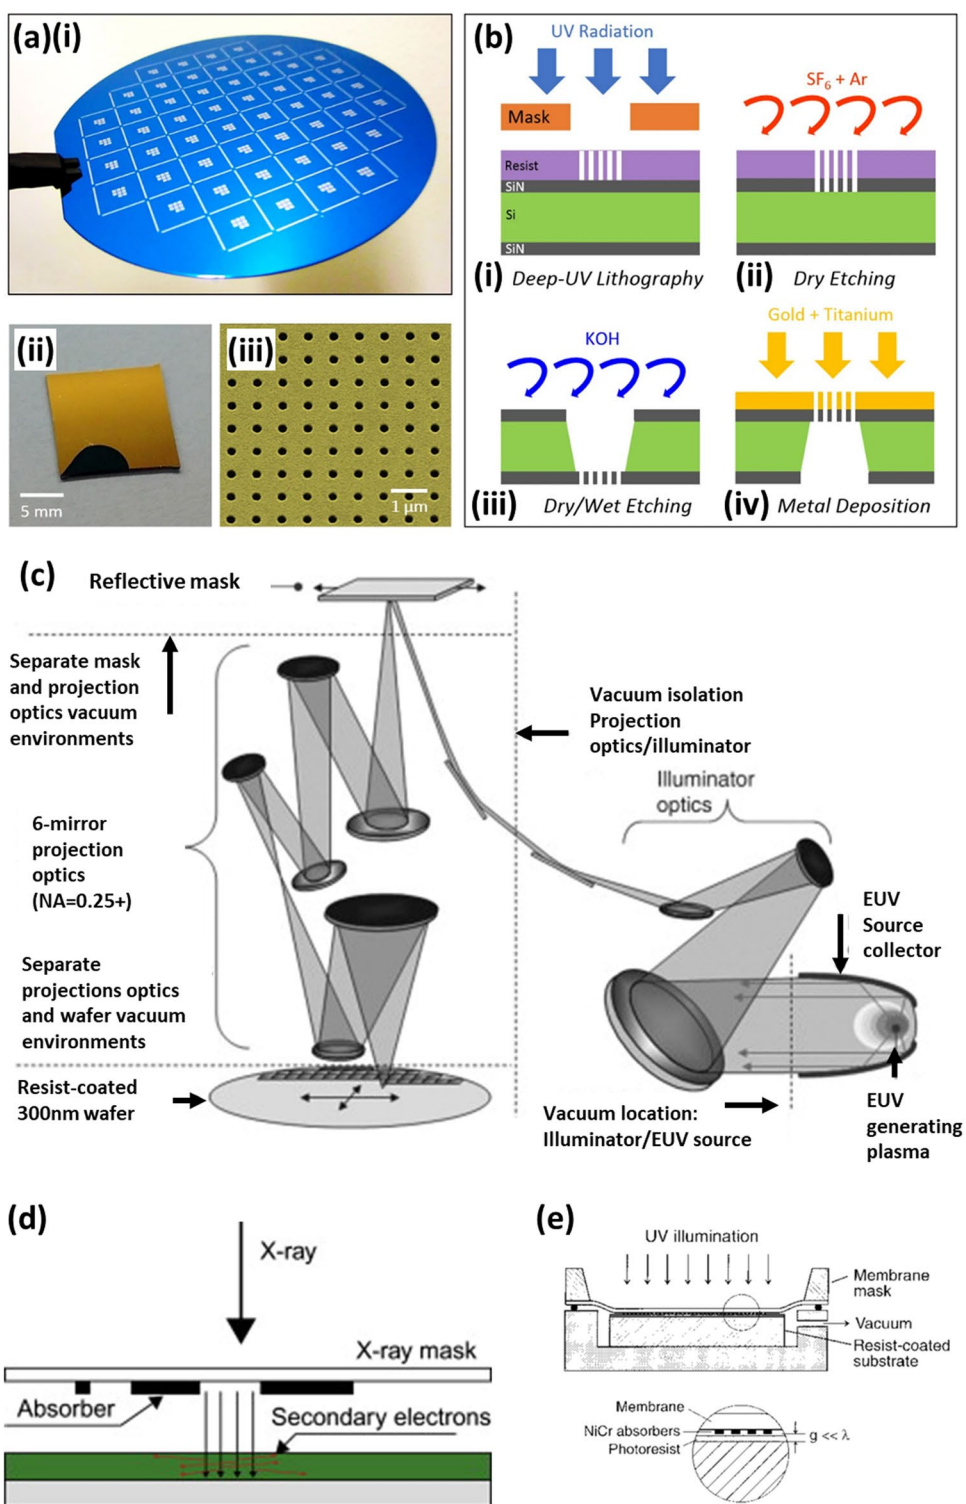 (a)(i)
(ii)
5 mm
(iii)
1 µm
(b)
UV Radiation
Mask
Resist
SiN
Si
SiN
(i) Deep-UV Lithography
SF6 + Ar
(ii) Dry Etching
KOH
(iii) Dry/Wet Etching
Gold + Titanium
(iv) Metal Deposition
(c)
Reflective mask
Separate mask
and projection
optics vacuum
environments
Vacuum isolation
Projection
optics/illuminator
Illuminator
optics
6-mirror
projection
optics
(NA=0.25+)
EUV
Source
collector
Separate
projections optics
and wafer vacuum
environments
Resist-coated
300nm wafer
Vacuum location:
Illuminator/EUV source
EUV
generating
plasma
(d)
X-ray
X-ray mask
Absorber
Secondary electrons
(e)
UV illumination
Membrane
mask
Vacuum
Resist-coated
substrate
Membrane
NiCr absorbers
Photoresist
g << λ